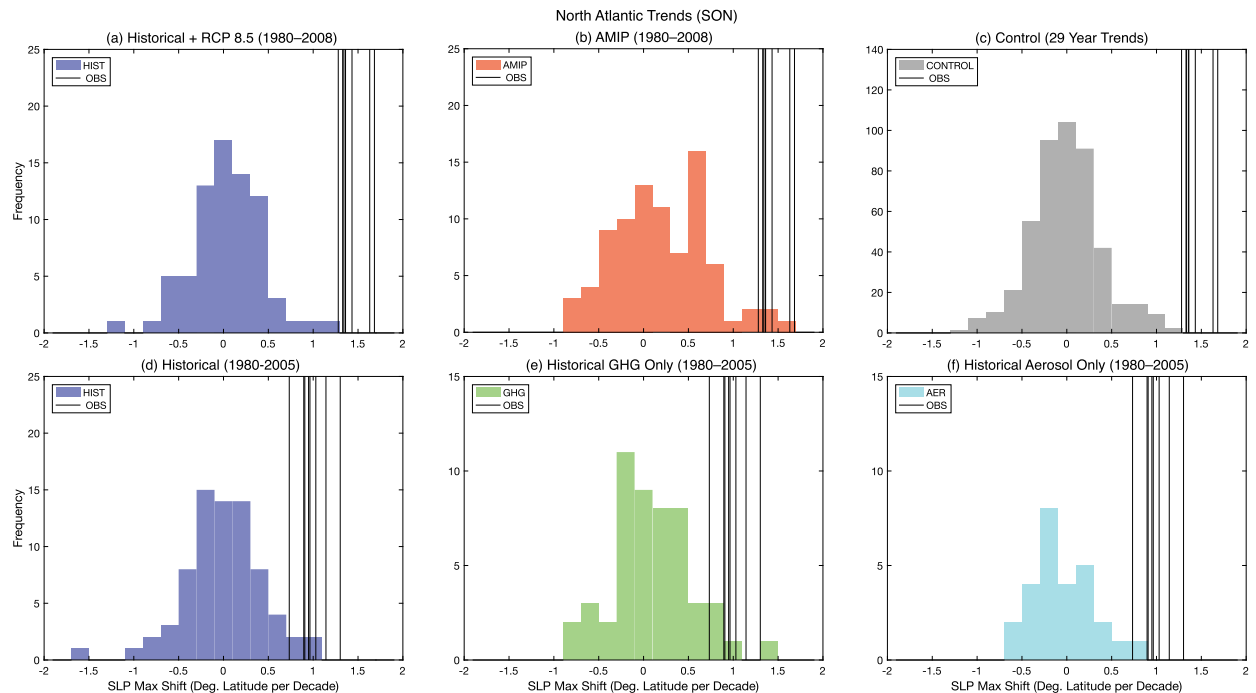 North Atlantic Trends (SON)
(a) Historical + RCP 8.5 (1980–2008)
25
20
15
10
5
0
Frequency
HIST
OBS
-2 -1.5 -1 -0.5 0 0.5 1 1.5 2
(b) AMIP (1980–2008)
25
20
15
10
5
0
AMIP
OBS
-2 -1.5 -1 -0.5 0 0.5 1 1.5 2
(c) Control (29 Year Trends)
140
120
100
80
60
40
20
0
CONTROL
OBS
-2 -1.5 -1 -0.5 0 0.5 1 1.5 2
(d) Historical (1980-2005)
25
20
15
10
5
0
Frequency
HIST
OBS
-2 -1.5 -1 -0.5 0 0.5 1 1.5 2
SLP Max Shift (Deg. Latitude per Decade)
(e) Historical GHG Only (1980–2005)
15
10
5
0
GHG
OBS
-2 -1.5 -1 -0.5 0 0.5 1 1.5 2
SLP Max Shift (Deg. Latitude per Decade)
(f) Historical Aerosol Only (1980–2005)
15
10
5
0
AER
OBS
-2 -1.5 -1 -0.5 0 0.5 1 1.5 2
SLP Max Shift (Deg. Latitude per Decade)